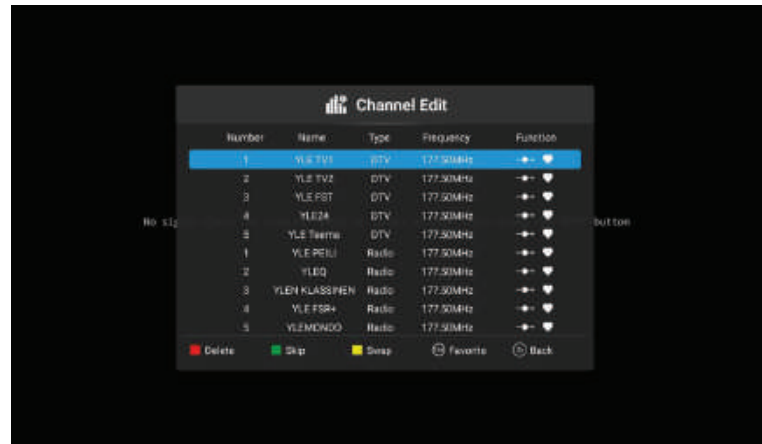 Channel Edit
Number Name Type Frequency Function
1 YLE TV1 DTV 177.50MHz
2 YLE TV2 DTV 177.50MHz
3 YLE FST DTV 177.50MHz
4 YLE24 DTV 177.50MHz
5 YLE Teema DTV 177.50MHz
1 YLE PEILI Radio 177.50MHz
2 YLEQ Radio 177.50MHz
No sig button
3 YLEN KLASSINEN Radio 177.50MHz
4 YLE FSR+ Radio 177.50MHz
5 YLEMONDO Radio 177.50MHz
Delete Skip Swap Favorite Back